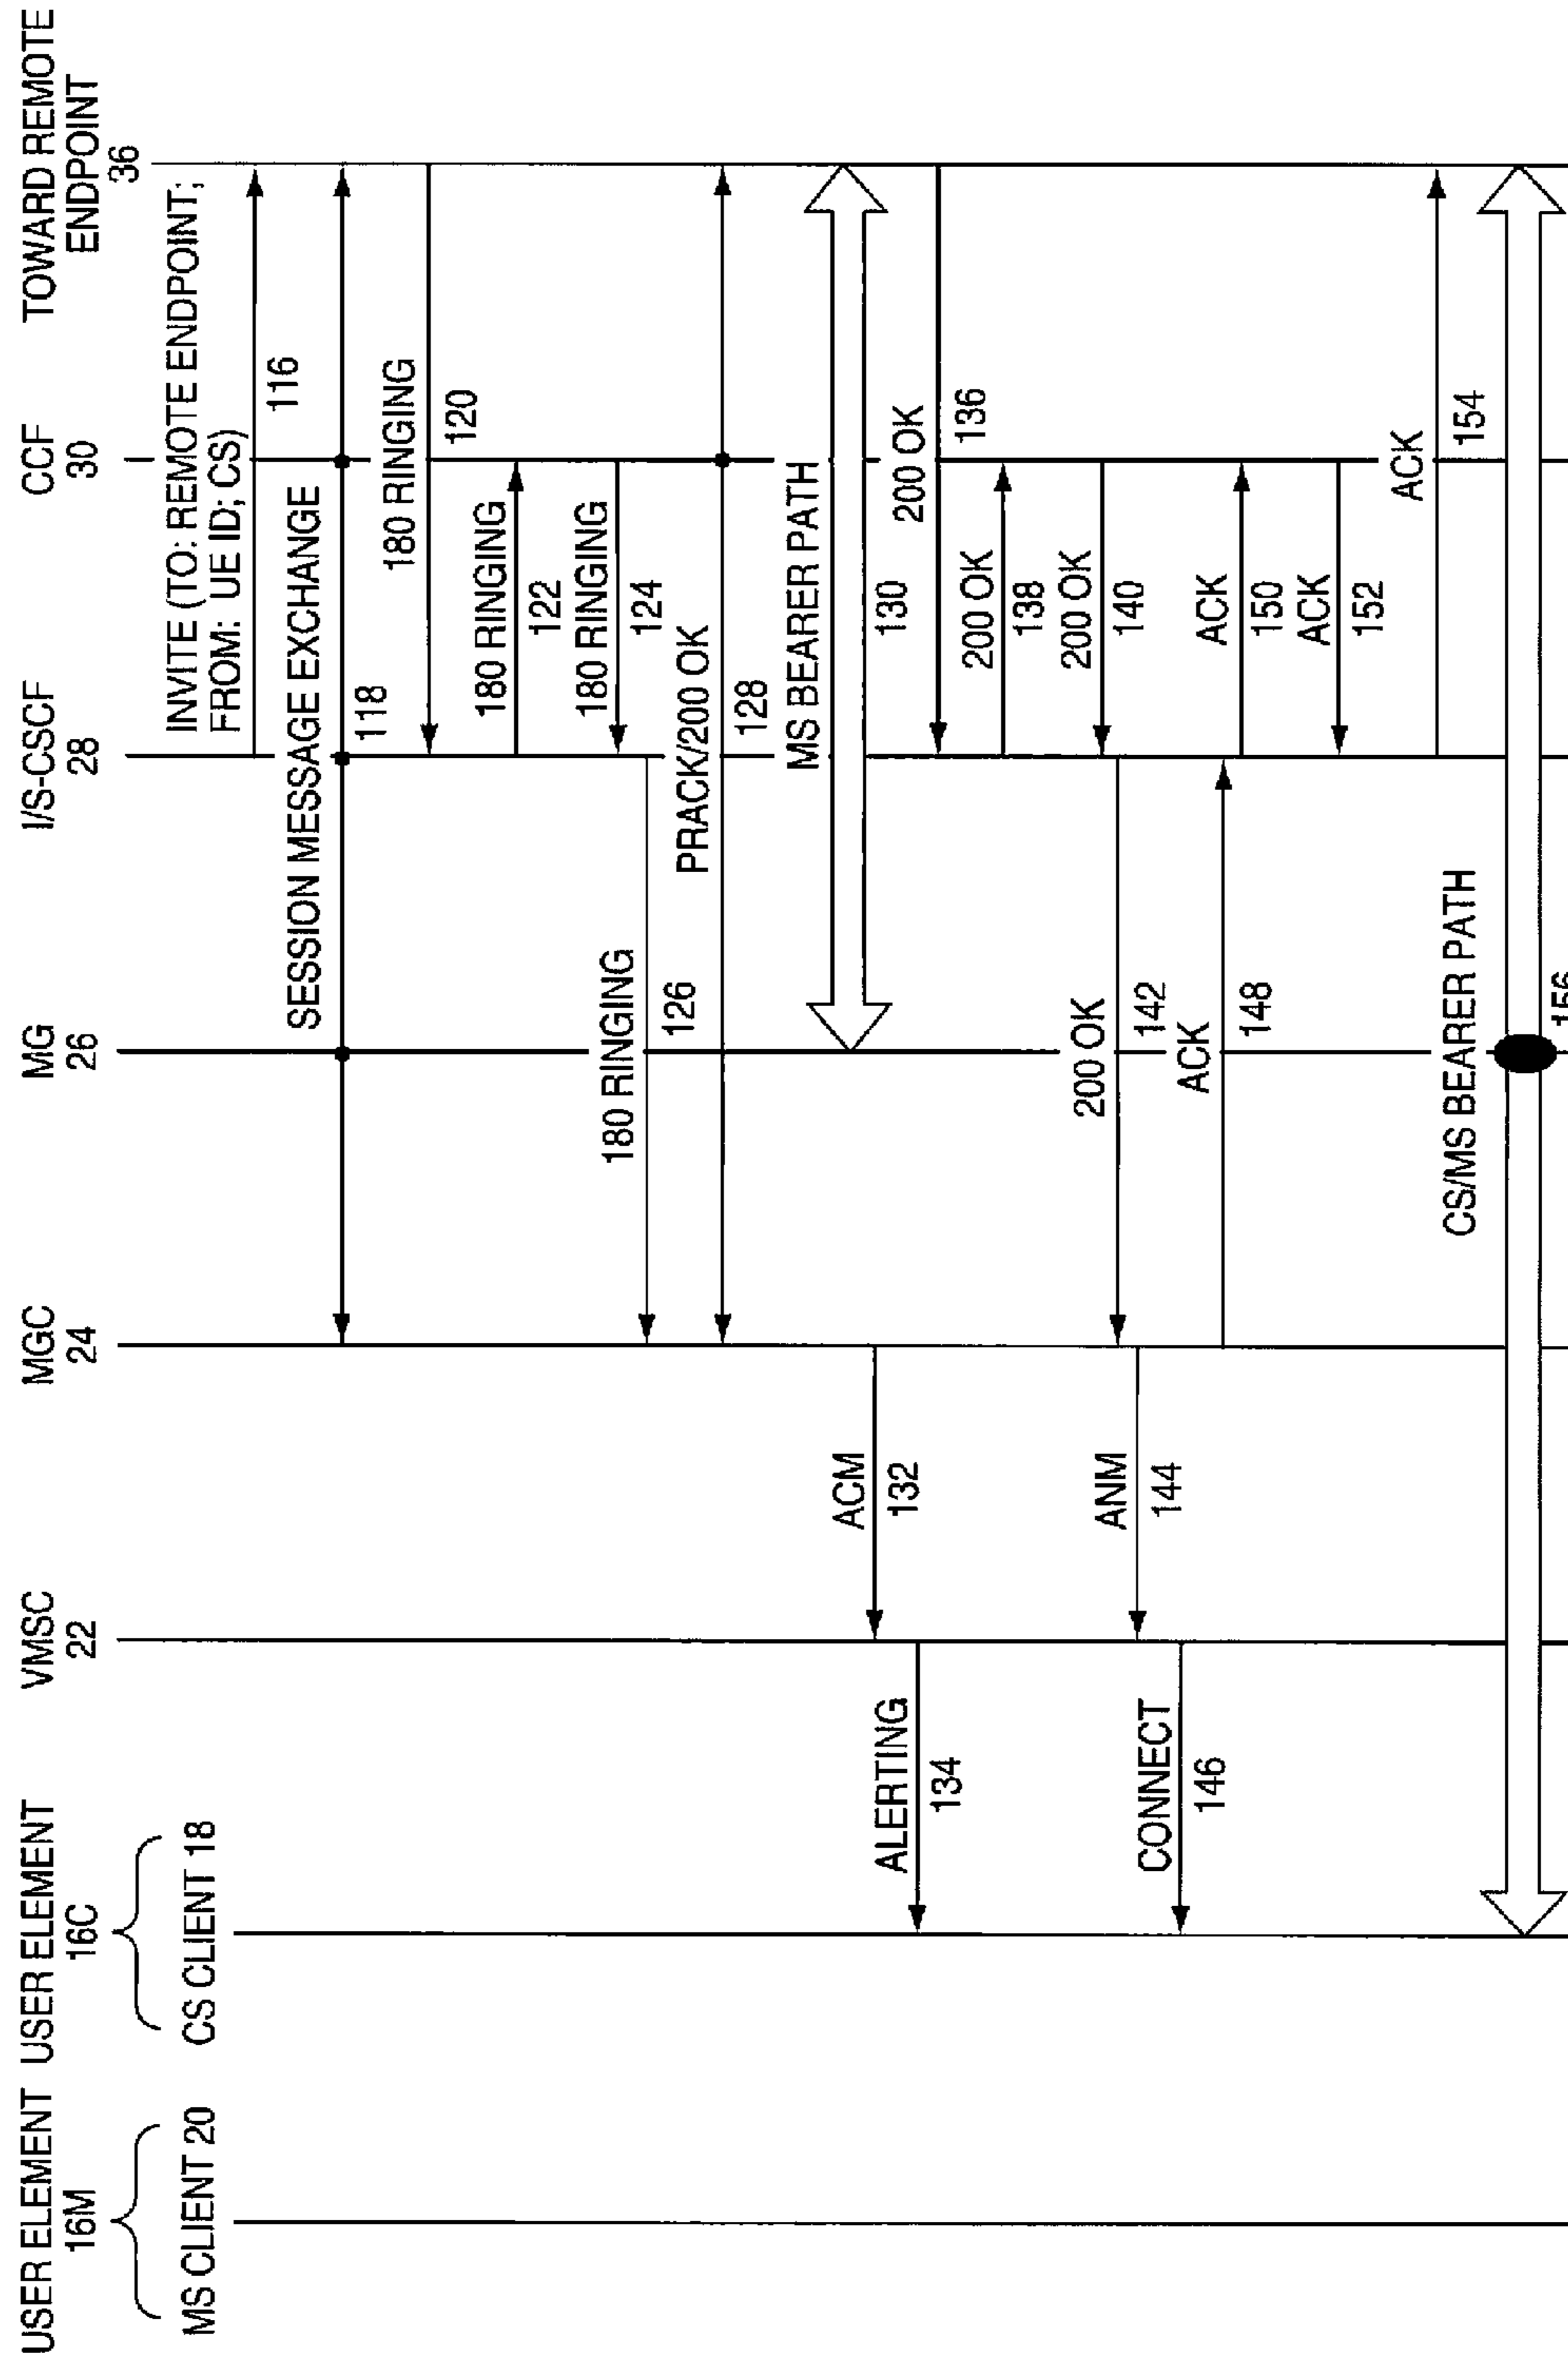 USER ELEMENT
16M
MS CLIENT 20
USER ELEMENT
16C
CS CLIENT 18
VMSC
22
MGC
24
MG
26
I/S-CSCF
28
CCF
30
TOWARD REMOTE
ENDPOINT
36
INVITE (TO: REMOTE ENDPOINT;
FROM: UE ID; CS)
116
SESSION MESSAGE EXCHANGE
118
180 RINGING
120
180 RINGING
122
180 RINGING
124
180 RINGING
126
PRACK/200 OK
128
MS BEARER PATH
130
ACM
132
ALERTING
134
200 OK
136
200 OK
138
200 OK
140
200 OK
142
ANM
144
CONNECT
146
ACK
148
ACK
150
ACK
152
ACK
154
CS/MS BEARER PATH
156